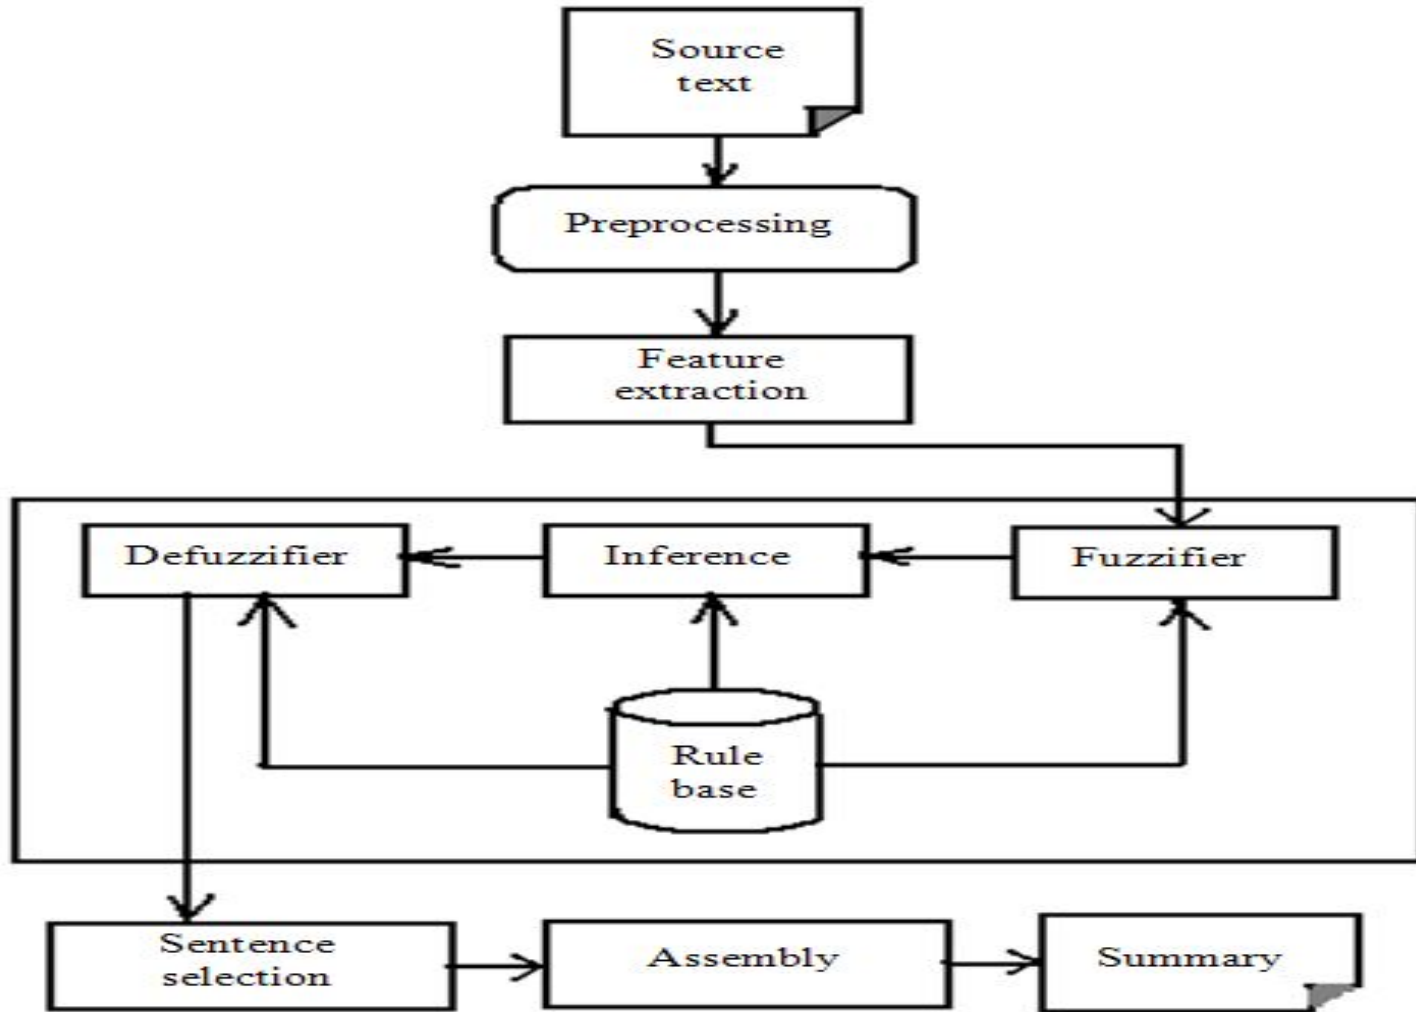 Source
text
Preprocessing
Feature
extraction
Defuzzifier
Inference
Fuzzifier
Rule
base
Sentence
selection
Assembly
Summary